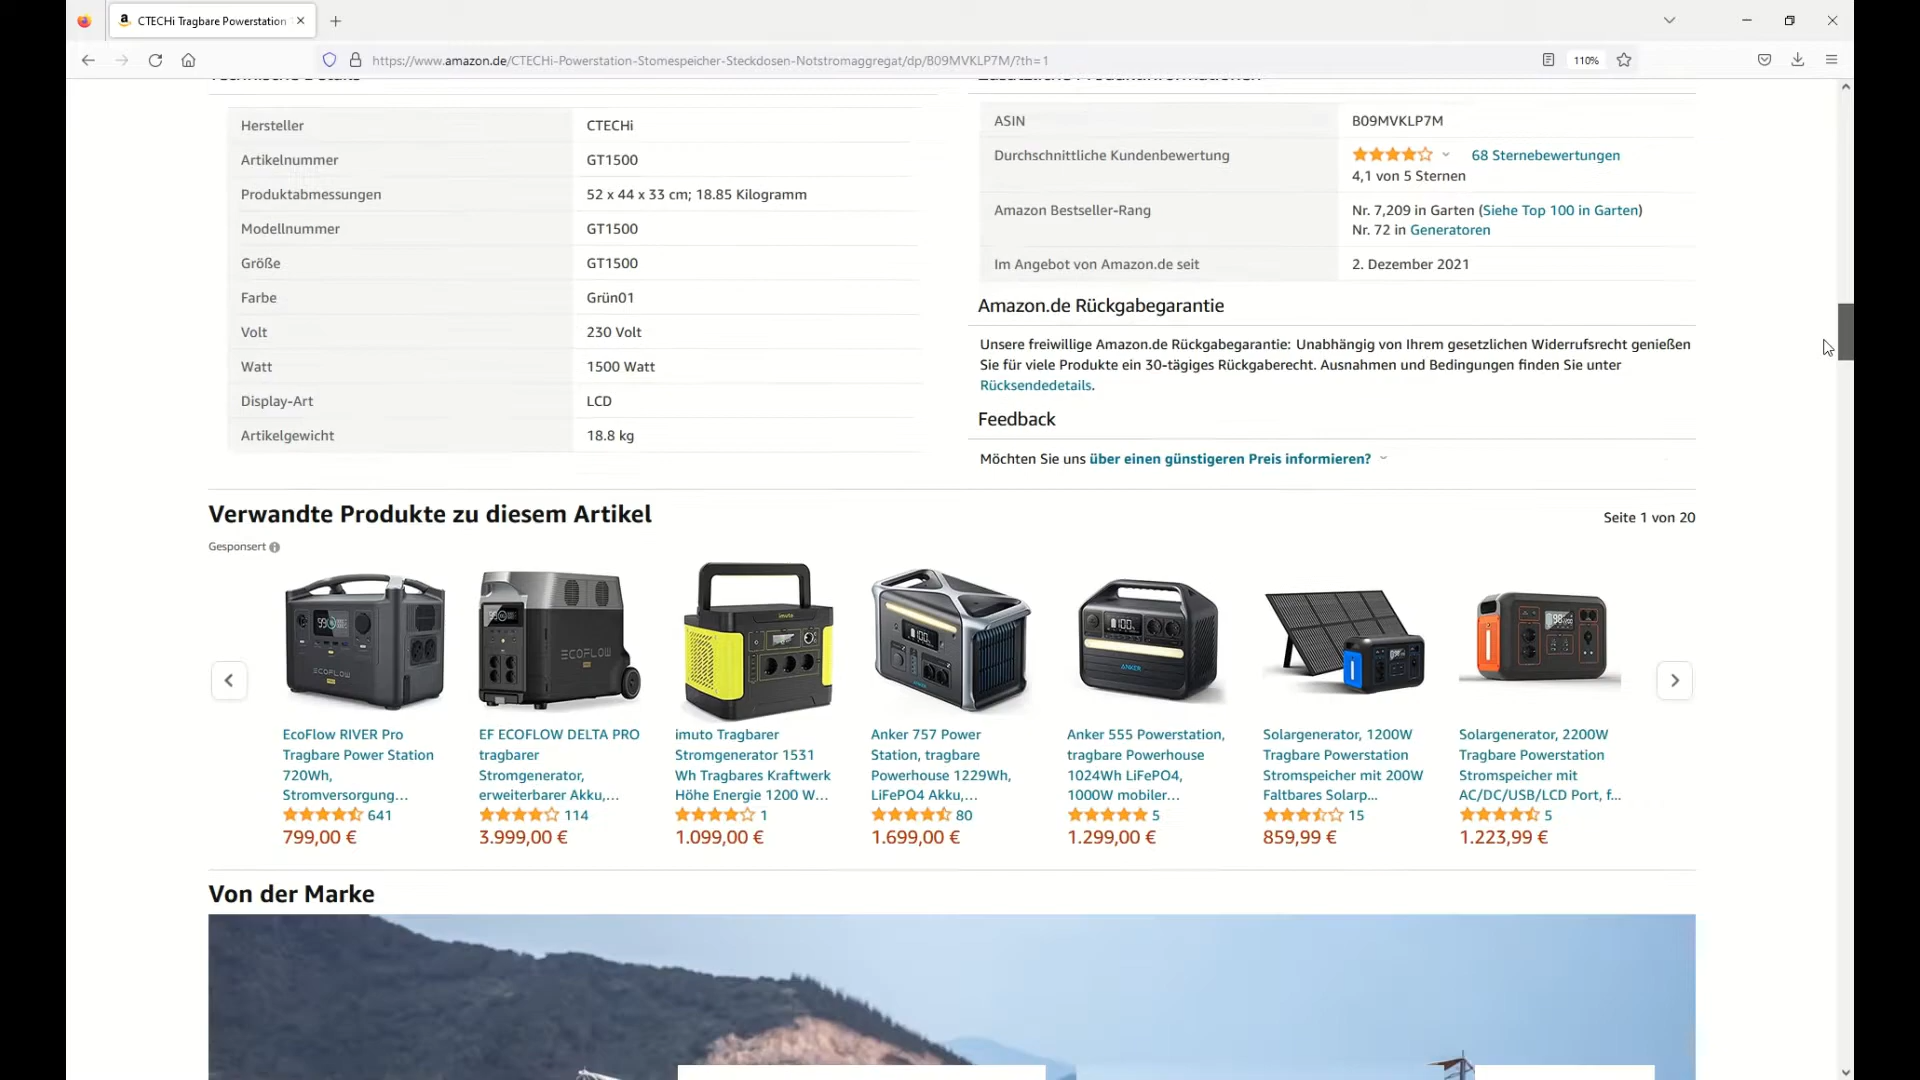 CTECHi Tragbare Powerstation
https://www.amazon.de/CTECHi-Powerstation-Stomespeicher-Steckdosen-Notstromaggregat/dp/B09MVKLP7M/?th=1
110%
Hersteller CTECHi
Artikelnummer GT1500
Produktabmessungen 52 x 44 x 33 cm; 18.85 Kilogramm
Modellnummer GT1500
Größe GT1500
Farbe Grün01
Volt 230 Volt
Watt 1500 Watt
Display-Art LCD
Artikelgewicht 18.8 kg
Zusätzliche Produktinformationen
ASIN B09MVKLP7M
Durchschnittliche Kundenbewertung 68 Sternebewertungen
4,1 von 5 Sternen
Amazon Bestseller-Rang Nr. 7,209 in Garten (Siehe Top 100 in Garten)
Nr. 72 in Generatoren
Im Angebot von Amazon.de seit 2. Dezember 2021
Amazon.de Rückgabegarantie
Unsere freiwillige Amazon.de Rückgabegarantie: Unabhängig von Ihrem gesetzlichen Widerrufsrecht genießen
Sie für viele Produkte ein 30-tägiges Rückgaberecht. Ausnahmen und Bedingungen finden Sie unter
Rücksendedetails.
Feedback
Möchten Sie uns über einen günstigeren Preis informieren?
Verwandte Produkte zu diesem Artikel
Seite 1 von 20
Gesponsert
EcoFlow RIVER Pro
Tragbare Power Station
720Wh,
Stromversorgung...
641
799,00 €
EF ECOFLOW DELTA PRO
tragbarer
Stromgenerator,
erweiterbarer Akku,...
114
3.999,00 €
imuto Tragbarer
Stromgenerator 1531
Wh Tragbares Kraftwerk
Höhe Energie 1200 W...
1
1.099,00 €
Anker 757 Power
Station, tragbare
Powerhouse 1229Wh,
LiFePO4 Akku,...
80
1.699,00 €
Anker 555 Powerstation,
tragbare Powerhouse
1024Wh LiFePO4,
1000W mobiler...
5
1.299,00 €
Solargenerator, 1200W
Tragbare Powerstation
Stromspeicher mit 200W
Faltbares Solarp...
15
859,99 €
Solargenerator, 2200W
Tragbare Powerstation
Stromspeicher mit
AC/DC/USB/LCD Port, f...
5
1.223,99 €
Von der Marke